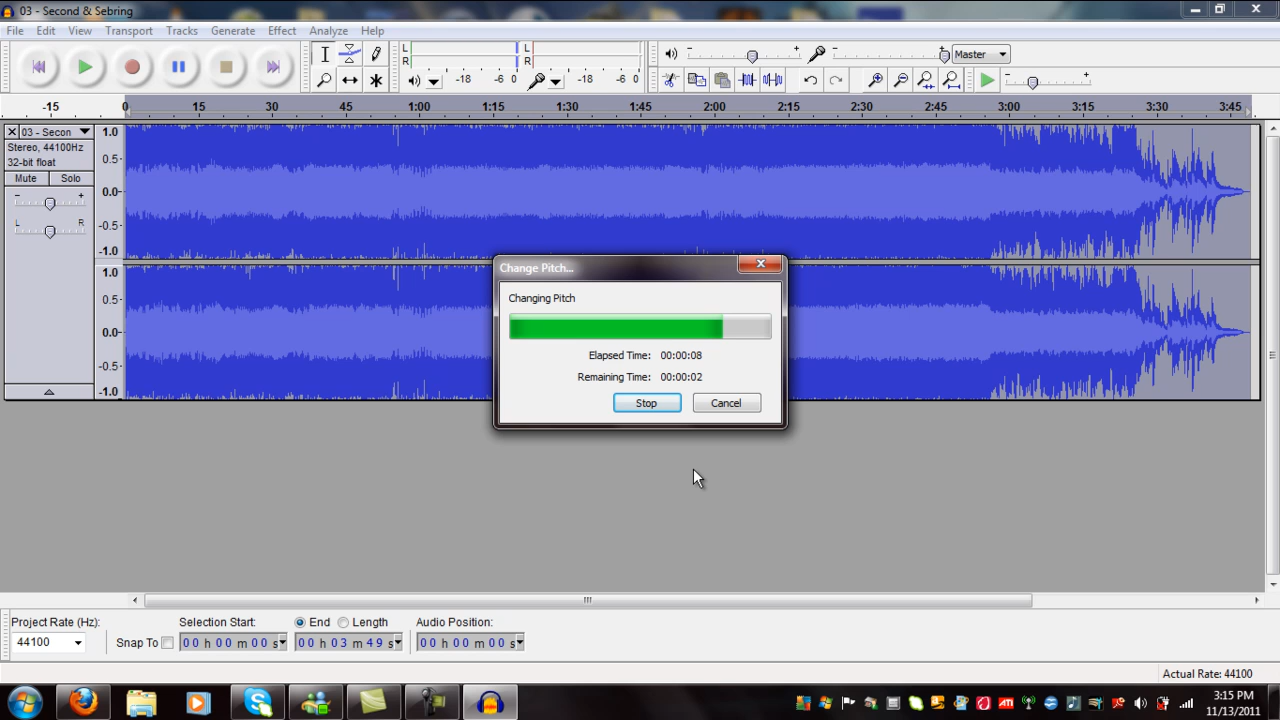 03 - Second & Sebring
File Edit View Transport Tracks Generate Effect Analyze Help
L
R
-18 -6 0
L
R
-18 -6 0
Master
-15 0 15 30 45 1:00 1:15 1:30 1:45 2:00 2:15 2:30 2:45 3:00 3:15 3:30 3:45
03 - Secon
Stereo, 44100Hz
32-bit float
Mute Solo
- +
L R
1.0
0.5-
0.0-
-0.5-
-1.0
1.0
0.5-
0.0-
-0.5-
-1.0
Change Pitch...
Changing Pitch
Elapsed Time: 00:00:08
Remaining Time: 00:00:02
Stop Cancel
Project Rate (Hz): Selection Start: End Length Audio Position:
44100 Snap To 00 h 00 m 00 s 00 h 03 m 49 s 00 h 00 m 00 s
Actual Rate: 44100
ATI
3:15 PM
11/13/2011